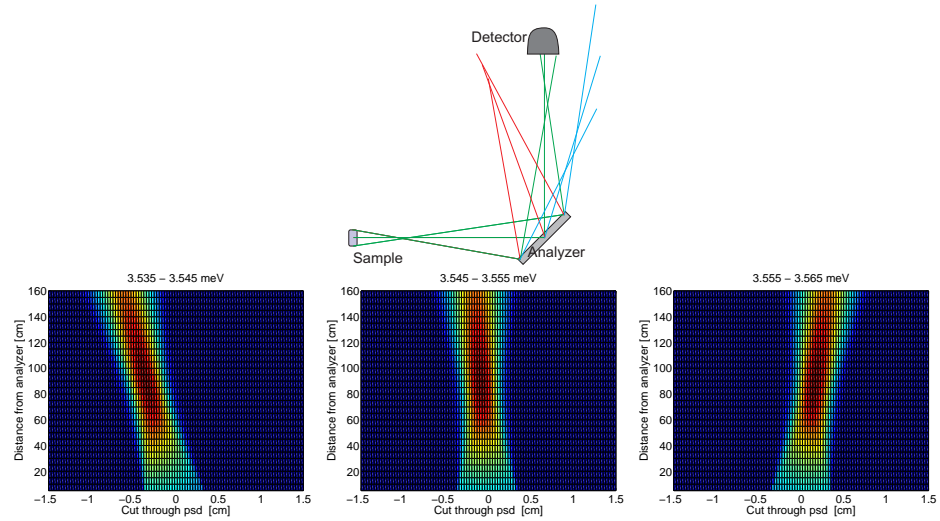 Detector
Sample
Analyzer
3.535 − 3.545 meV
160
140
120
100
80
60
40
20
Distance from analyzer [cm]
−1.5 −1 −0.5 0 0.5 1 1.5
Cut through psd [cm]
3.545 − 3.555 meV
160
140
120
100
80
60
40
20
Distance from analyzer [cm]
−1.5 −1 −0.5 0 0.5 1 1.5
Cut through psd [cm]
3.555 − 3.565 meV
160
140
120
100
80
60
40
20
Distance from analyzer [cm]
−1.5 −1 −0.5 0 0.5 1 1.5
Cut through psd [cm]